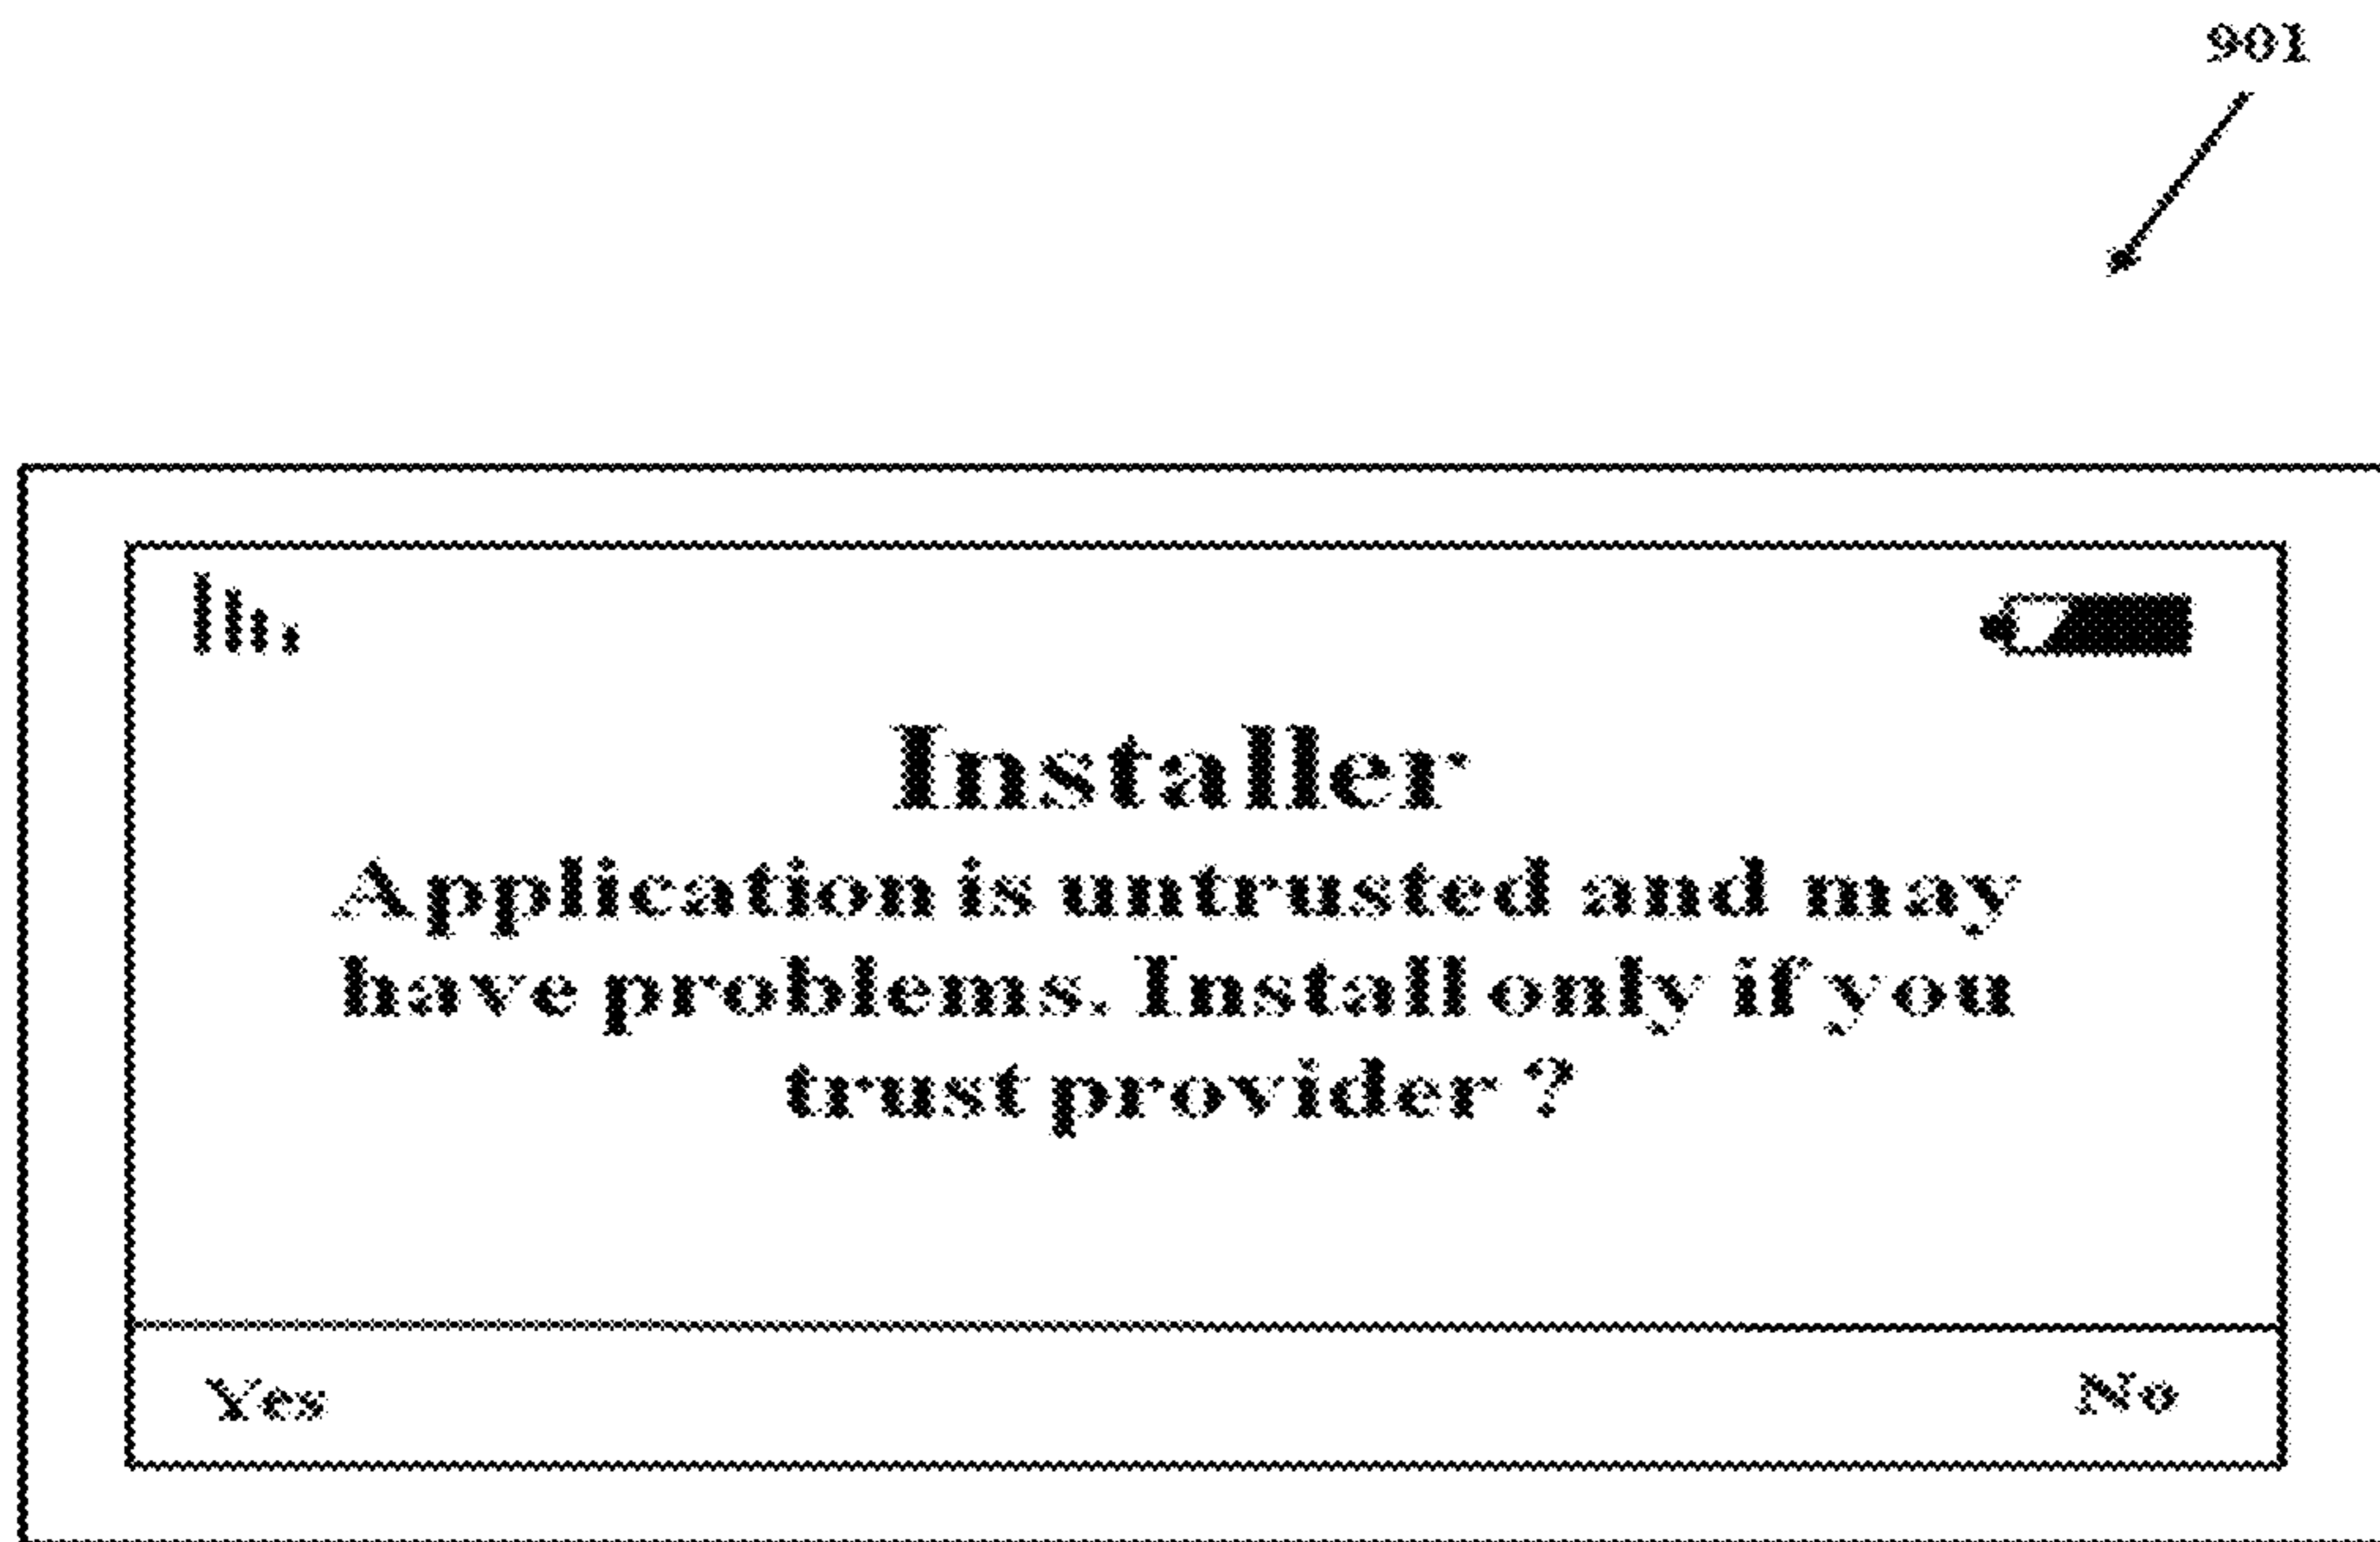 901
Installer
Application is untrusted and may
have problems. Install only if you
trust provider ?
Yes
No